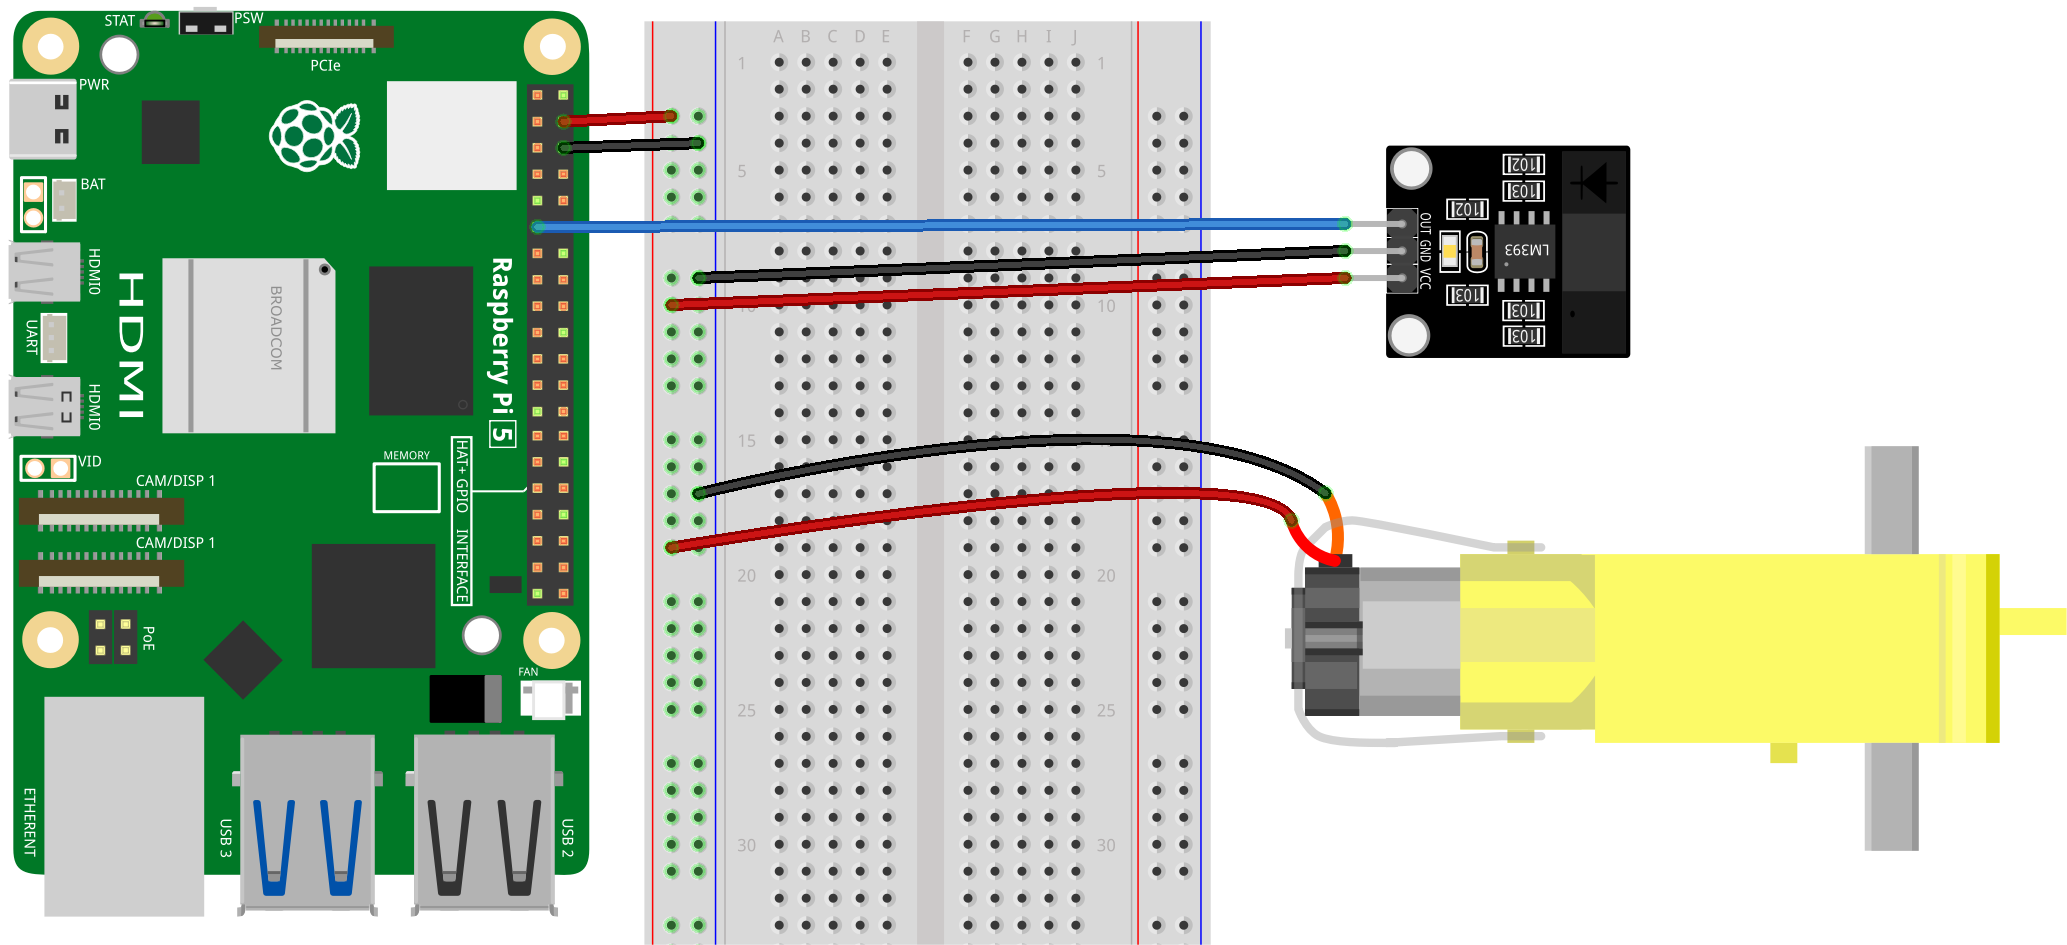 STAT
PSW
PCIe
PWR
BAT
HDMI0
UART
HDMI
BROADCOM
Raspberry Pi 5
HDMI0
VID
MEMORY
CAM/DISP 1
HAT+ GPIO INTERFACE
CAM/DISP 1
PoE
FAN
ETHERENT
USB 3
USB 2
A B C D E F G H I J
1 1
5 5
10 10
15 15
20 20
25 25
30 30
102
103
102
OUT GND VCC
LM393
103
103
103